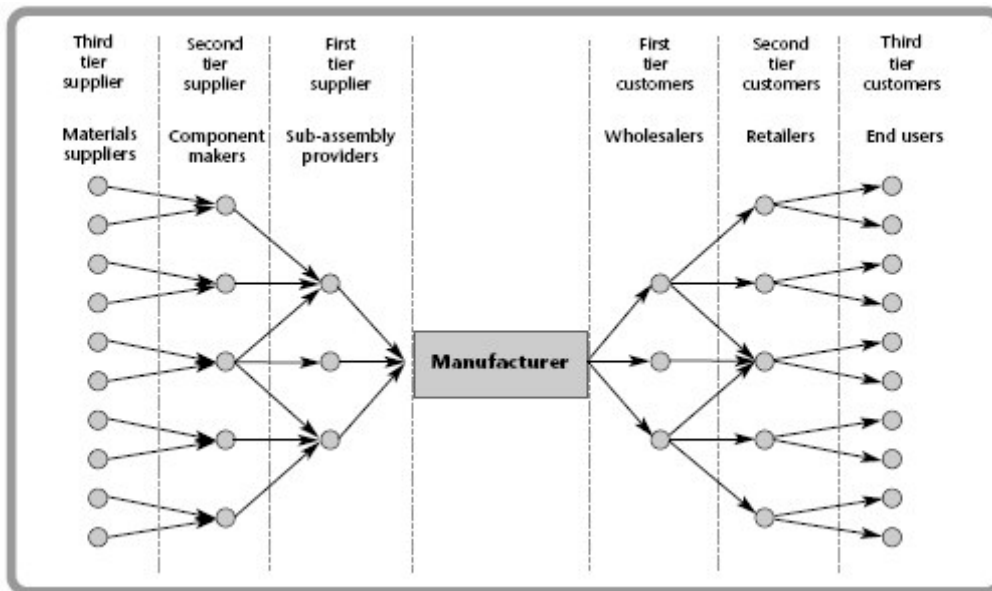 Third
tier
supplier
Second
tier
supplier
First
tier
supplier
First
tier
customers
Second
tier
customers
Third
tier
customers
Materials
suppliers
Component
makers
Sub-assembly
providers
Wholesalers
Retailers
End users
Manufacturer